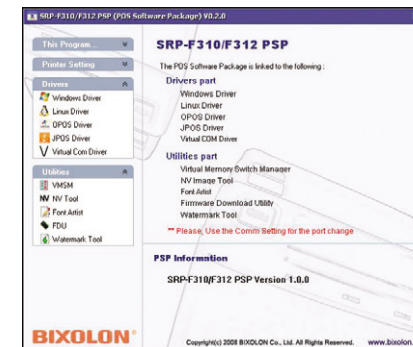 SRP-F310/F312 PSP (POS Software Package) V0.2.0
This Program...
Printer Setting
Drivers
Windows Driver
Linux Driver
OPOS Driver
JPOS Driver
Virtual Com Driver
Utilities
VMSM
NV NV Tool
Font Artist
FDU
Watermark Tool
BIXOLON®
SRP-F310/F312 PSP
The POS Software Package is linked to the following :
Drivers part
Windows Driver
Linux Driver
OPOS Driver
JPOS Driver
Virtual COM Driver
Utilities part
Virtual Memory Switch Manager
NV Image Tool
Font Artist
Firmware Download Utility
Watermark Tool
** Please, Use the Comm Setting for the port change
PSP Information
SRP-F310/F312 PSP Version 1.0.0
Copyright(c) 2008 BIXOLON Co., Ltd. All Rights Reserved. www.bixolon.